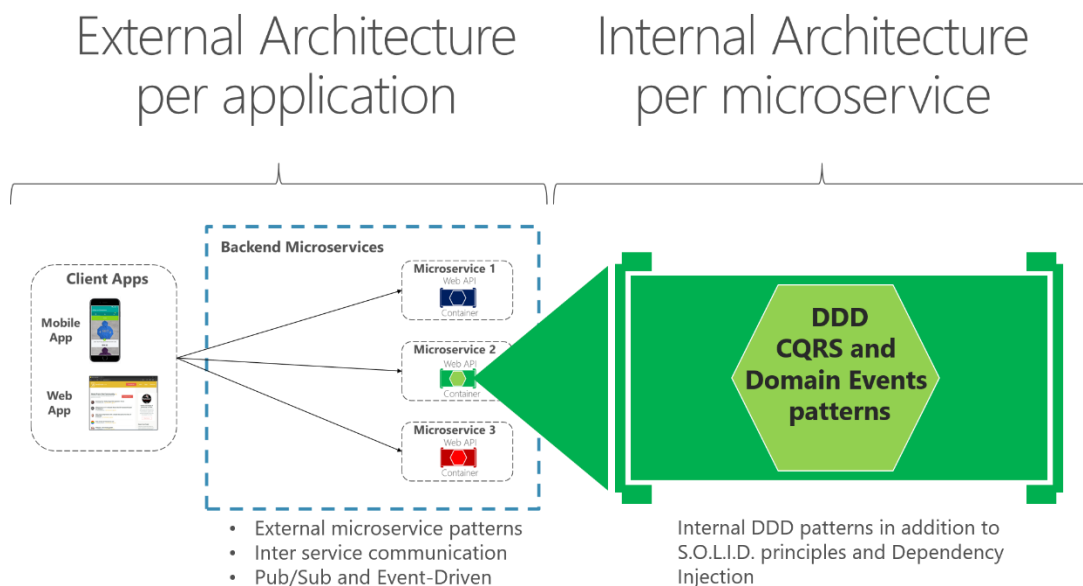 External Architecture
per application
Internal Architecture
per microservice
Client Apps
Mobile
App
Web
App
Backend Microservices
Microservice 1
Web API
Container
Microservice 2
Web API
Container
Microservice 3
Web API
Container
DDD
CQRS and
Domain Events
patterns
• External microservice patterns
• Inter service communication
• Pub/Sub and Event-Driven
Internal DDD patterns in addition to
S.O.L.I.D. principles and Dependency
Injection